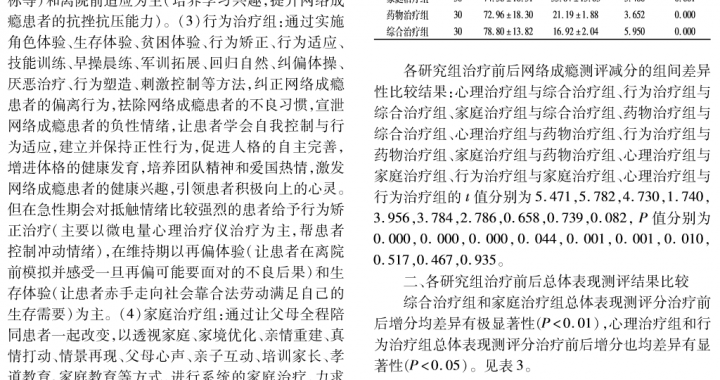 标等)和离院前适应为主(培养学习兴趣,提升网络成
瘾患者的抗挫抗压能力)。(3)行为治疗组:通过实施
角色体验、生存体验、贫困体验、行为矫正、行为适应、
技能训练、早操晨练、军训拓展、回归自然、纠偏体操、
厌恶治疗、行为塑造、刺激控制等方法,纠正网络成瘾
患者的偏离行为,祛除网络成瘾患者的不良习惯,宣泄
网络成瘾患者的负性情绪,让患者学会自我控制与行
为适应,建立并保持正性行为,促进人格的自主完善,
增进体格的健康发育,培养团队精神和爱国热情,激发
网络成瘾患者的健康兴趣,引领患者积极向上的心灵。
但在急性期会对抵触情绪比较强烈的患者给予行为矫
正治疗(主要以微电量心理治疗仪治疗为主,帮患者
控制冲动情绪),在维持期以再偏体验(让患者在离院
前模拟并感受一旦再偏可能要面对的不良后果)和生
存体验(让患者赤手走向社会靠合法劳动满足自己的
生存需要)为主。(4)家庭治疗组:通过让父母全程陪
同患者一起改变,以透视家庭、家境优化、亲情重建、真
情打动、情景再现、父母心声、亲子互动、培训家长、孝
道教育、家庭教育等方式,进行系统的家庭治疗,力求
药物治疗组 30 72.96±18.30 21.19±1.88 3.652 0.000
综合治疗组 30 78.80±13.82 16.92±2.04 5.950 0.000
各研究组治疗前后网络成瘾测评减分的组间差异
性比较结果:心理治疗组与综合治疗组、行为治疗组与
综合治疗组、家庭治疗组与综合治疗组、药物治疗组与
综合治疗组、心理治疗组与药物治疗组、行为治疗组与
药物治疗组、家庭治疗组与药物治疗组、心理治疗组与
家庭治疗组、行为治疗组与家庭治疗组、心理治疗组与
行为治疗组的 t 值分别为 5.471,5.782,4.730,1.740,
3.956,3.784,2.786,0.658,0.739,0.082, P 值分别为
0.000, 0.000, 0.000, 0.044, 0.001, 0.001, 0.010,
0.517,0.467,0.935。
二、各研究组治疗前后总体表现测评结果比较
综合治疗组和家庭治疗组总体表现测评分治疗前
后增分均差异有极显著性(P<0.01),心理治疗组和行
为治疗组总体表现测评分治疗前后增分也均差异有显
著性(P<0.05)。见表 3。